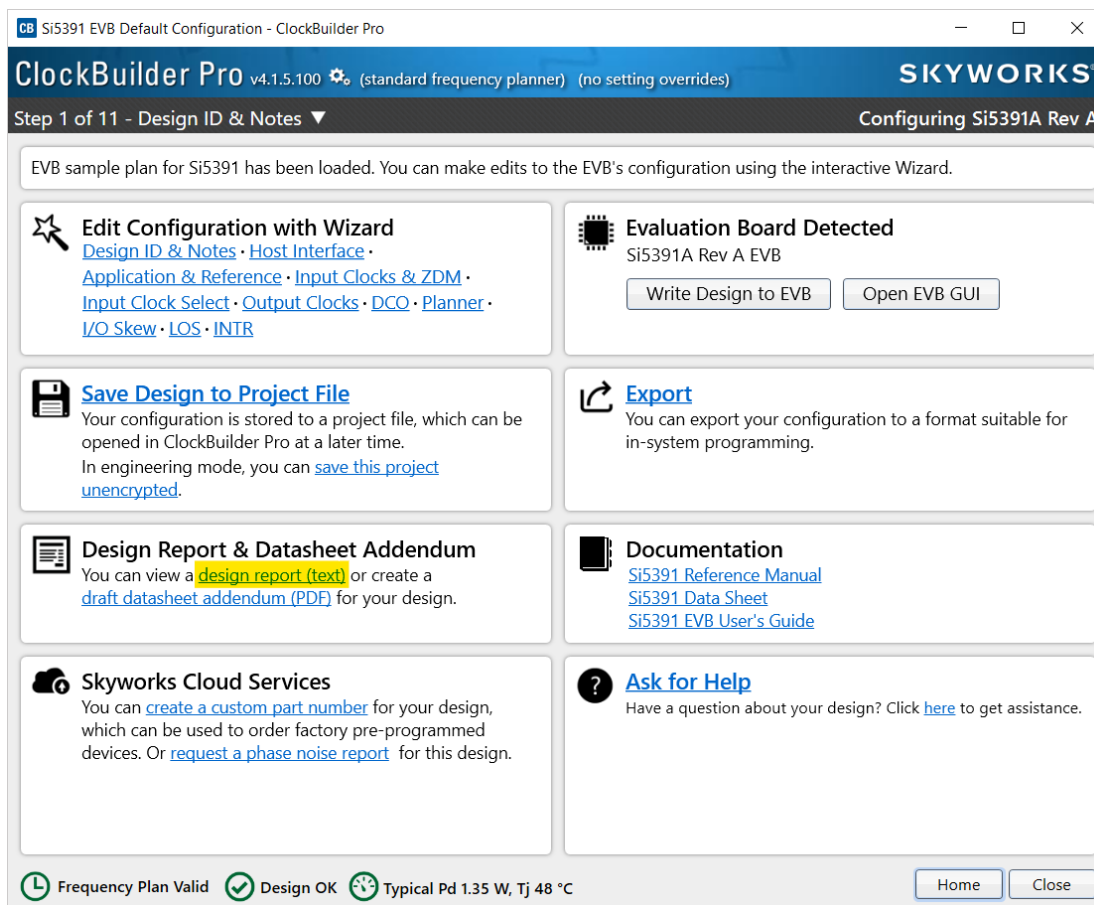 CB Si5391 EVB Default Configuration - ClockBuilder Pro
ClockBuilder Pro v4.1.5.100 (standard frequency planner) (no setting overrides) SKYWORKS
Step 1 of 11 - Design ID & Notes ▼ Configuring Si5391A Rev A
EVB sample plan for Si5391 has been loaded. You can make edits to the EVB's configuration using the interactive Wizard.
Edit Configuration with Wizard
Design ID & Notes · Host Interface ·
Application & Reference · Input Clocks & ZDM ·
Input Clock Select · Output Clocks · DCO · Planner ·
I/O Skew · LOS · INTR
Evaluation Board Detected
Si5391A Rev A EVB
Write Design to EVB Open EVB GUI
Save Design to Project File
Your configuration is stored to a project file, which can be
opened in ClockBuilder Pro at a later time.
In engineering mode, you can save this project
unencrypted.
Export
You can export your configuration to a format suitable for
in-system programming.
Design Report & Datasheet Addendum
You can view a design report (text) or create a
draft datasheet addendum (PDF) for your design.
Documentation
Si5391 Reference Manual
Si5391 Data Sheet
Si5391 EVB User's Guide
Skyworks Cloud Services
You can create a custom part number for your design,
which can be used to order factory pre-programmed
devices. Or request a phase noise report for this design.
? Ask for Help
Have a question about your design? Click here to get assistance.
Frequency Plan Valid Design OK Typical Pd 1.35 W, Tj 48 °C Home Close